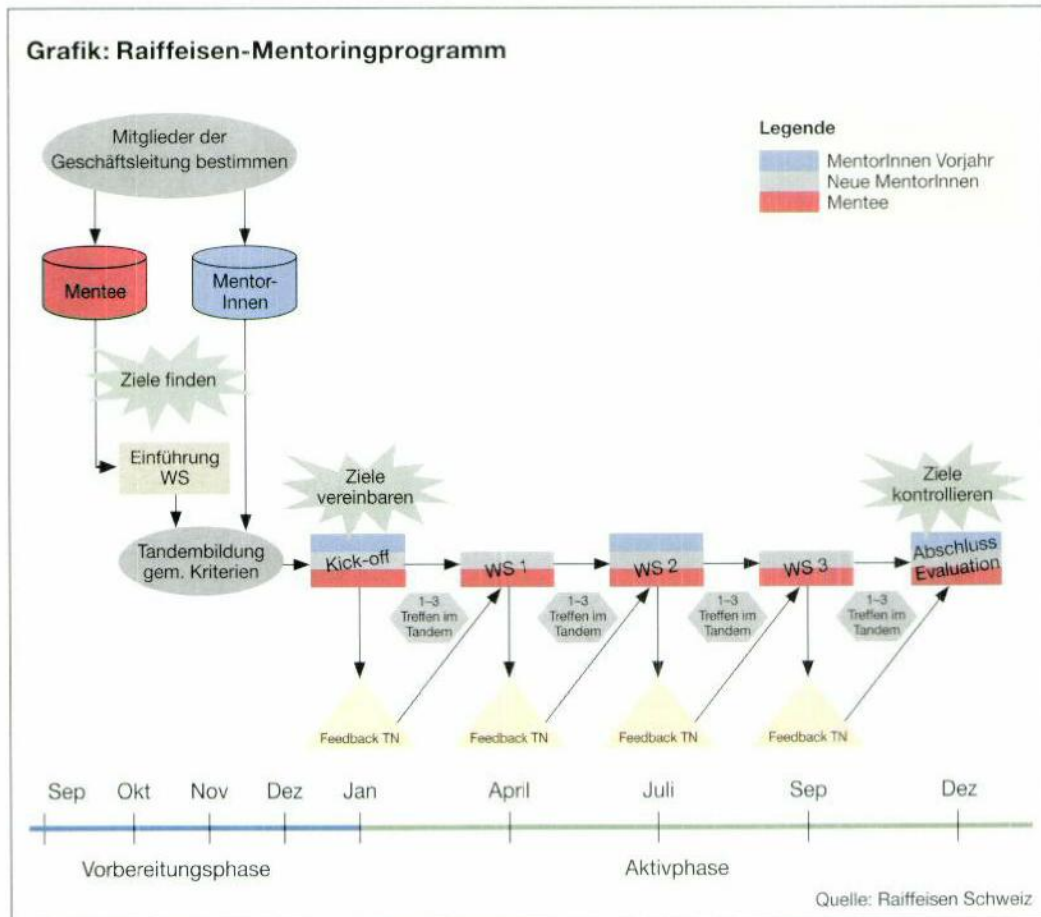 Grafik: Raiffeisen-Mentoringprogramm
Mitglieder der
Geschäftsleitung bestimmen
Legende
MentorInnen Vorjahr
Neue MentorInnen
Mentee
Mentee
Mentor-
Innen
Ziele finden
Einführung
WS
Tandembildung
gem. Kriterien
Ziele
vereinbaren
Ziele
kontrollieren
Kick-off
WS 1
WS 2
WS 3
Abschluss
Evaluation
1–3
Treffen im
Tandem
1–3
Treffen im
Tandem
1–3
Treffen im
Tandem
1–3
Treffen im
Tandem
Feedback TN
Feedback TN
Feedback TN
Feedback TN
Sep Okt Nov Dez Jan April Juli Sep Dez
Vorbereitungsphase Aktivphase
Quelle: Raiffeisen Schweiz